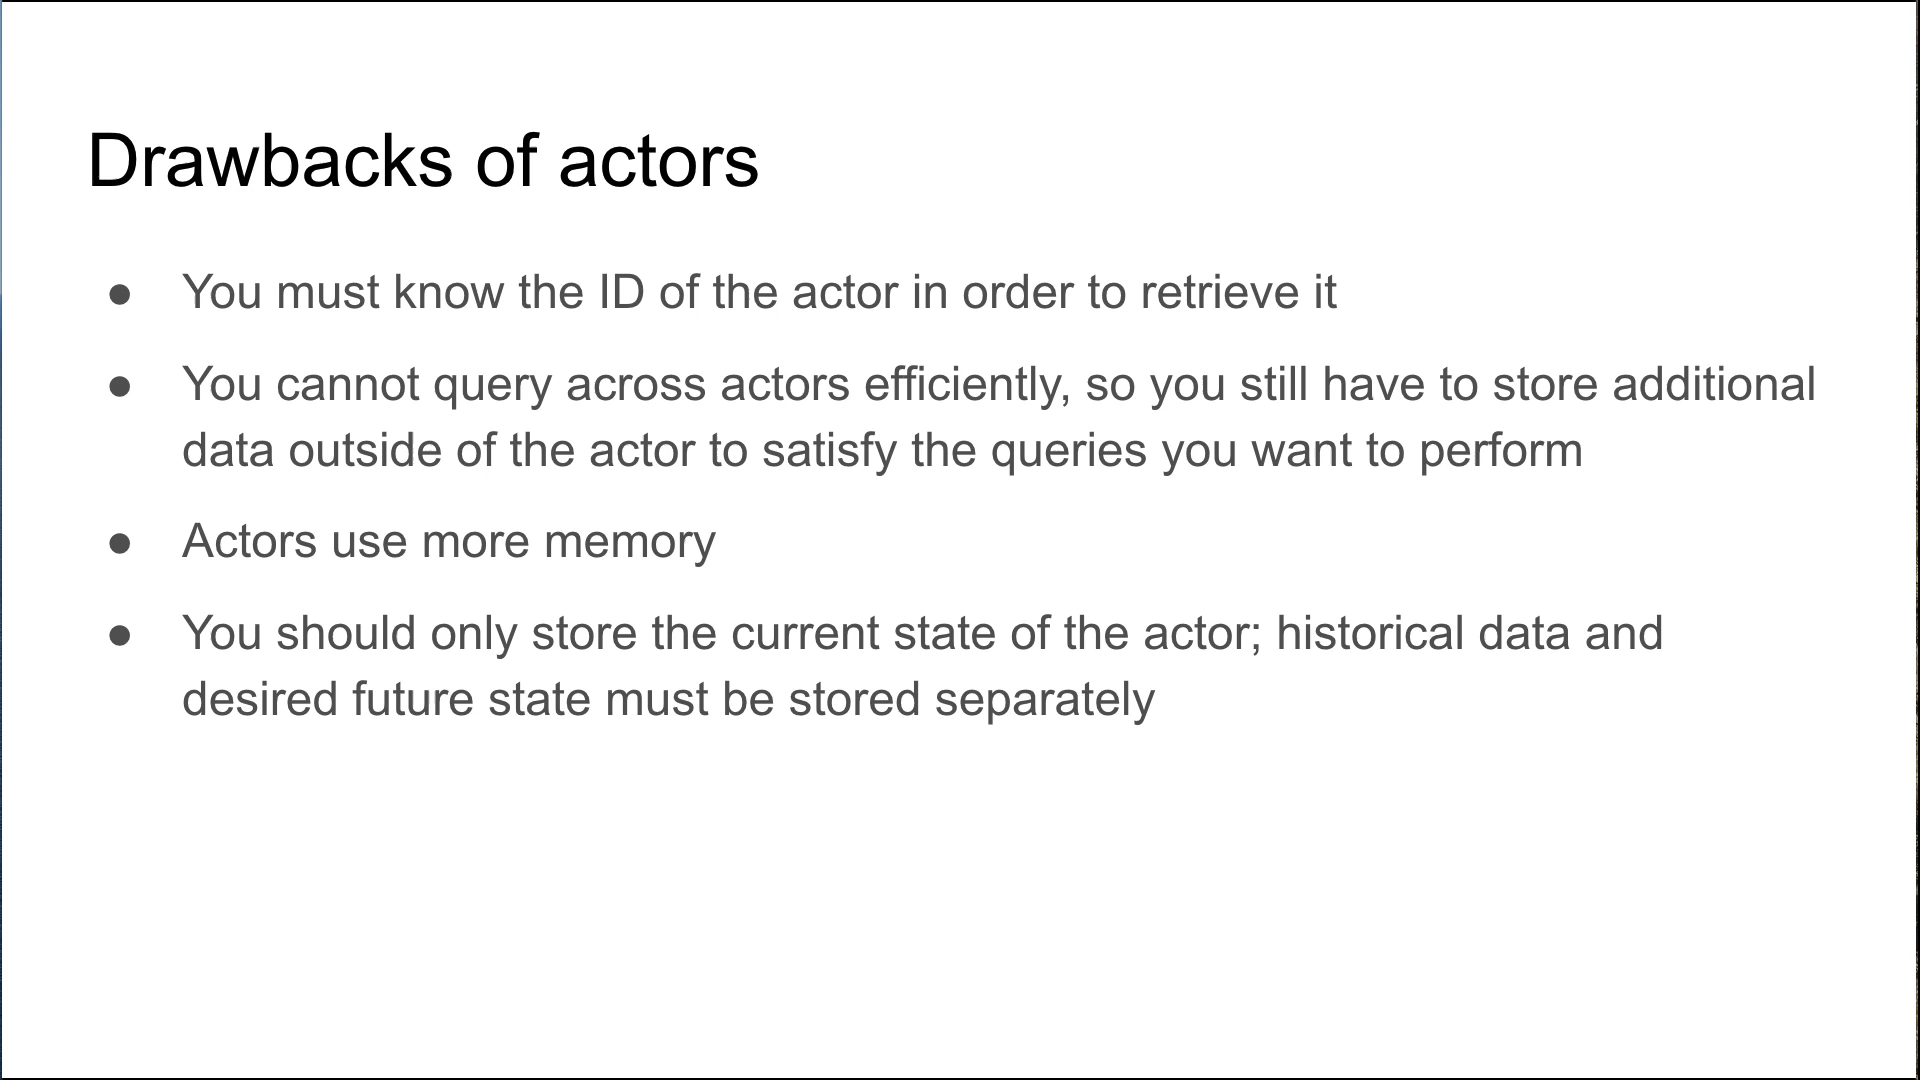 Drawbacks of actors
● You must know the ID of the actor in order to retrieve it
● You cannot query across actors efficiently, so you still have to store additional
data outside of the actor to satisfy the queries you want to perform
● Actors use more memory
● You should only store the current state of the actor; historical data and
desired future state must be stored separately